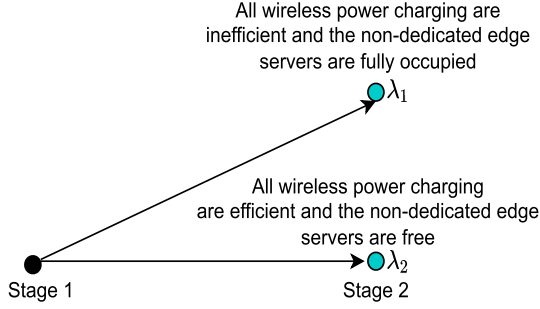 All wireless power charging are
inefficient and the non-dedicated edge
servers are fully occupied
λ₁
All wireless power charging
are efficient and the non-dedicated edge
servers are free
λ₂
Stage 1
Stage 2